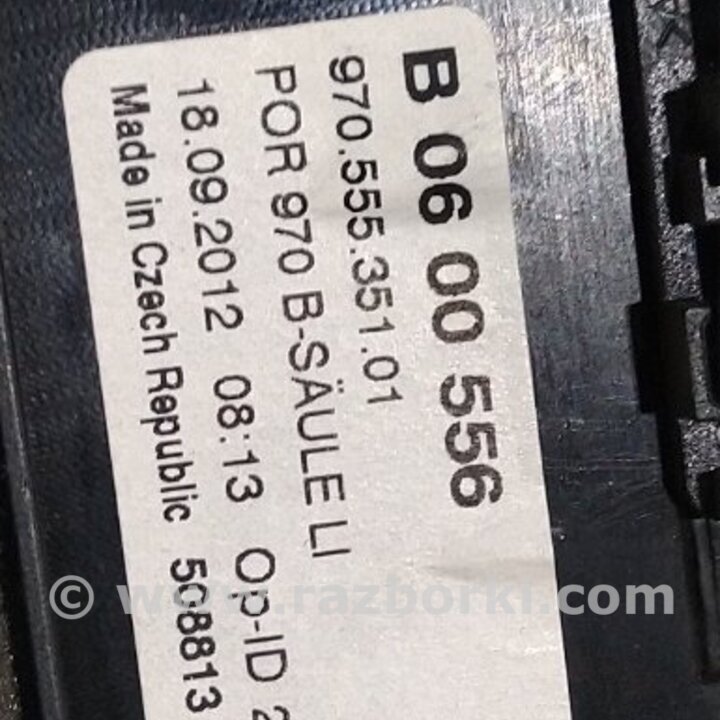 B 06 00 556
970.555.351.01
POR 970 B-SÄULE LI
18.09.2012 08:13 Op-ID
Made in Czech Republic 508813
© www.razborki.com